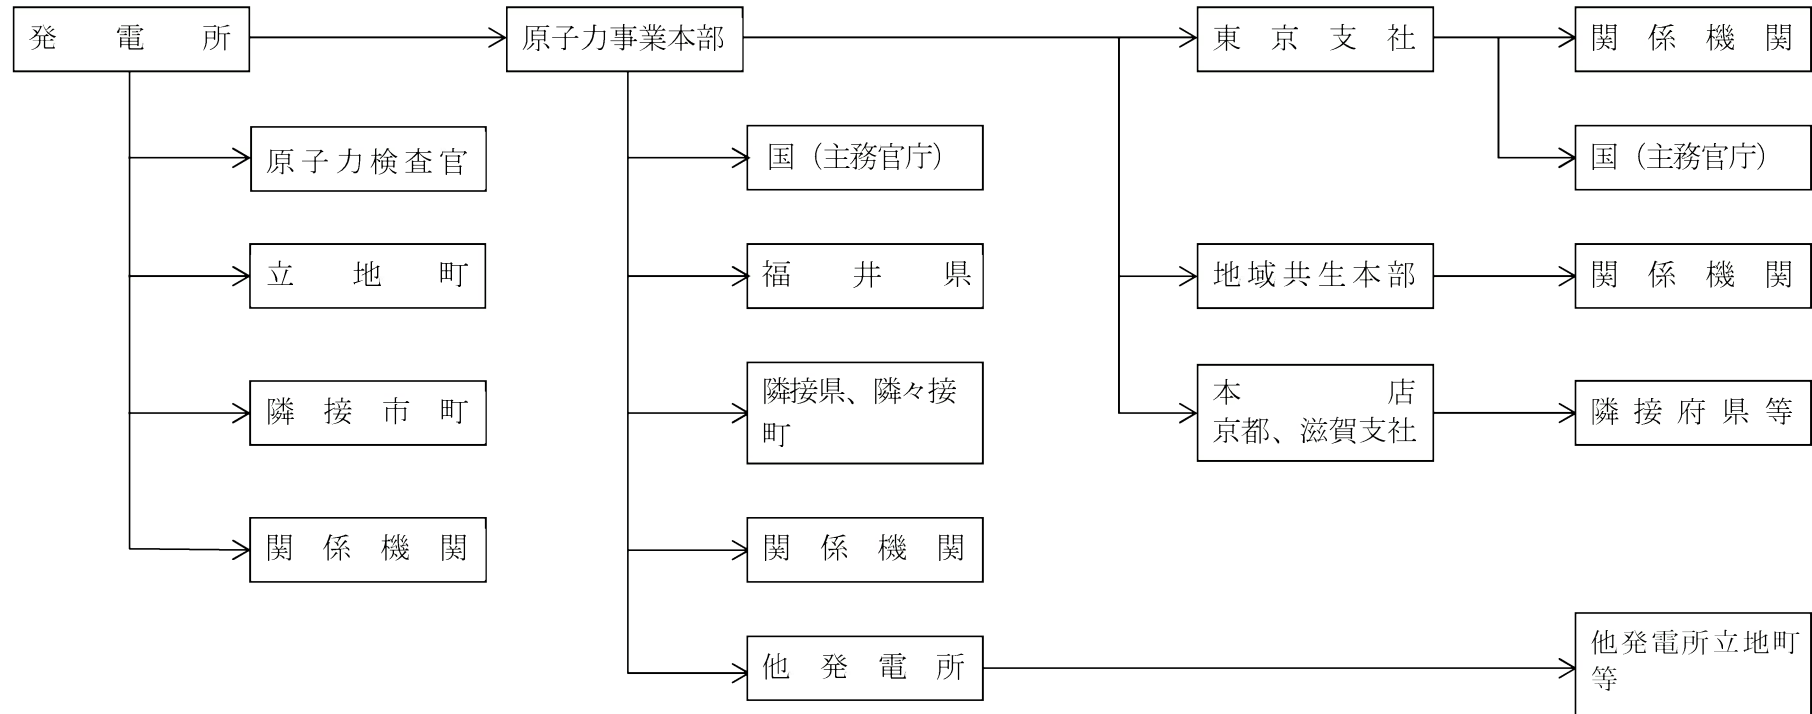 発電所
原子力事業本部
東京支社
関係機関
原子力検査官
国（主務官庁）
国（主務官庁）
立地町
福井県
地域共生本部
関係機関
隣接市町
隣接県、隣々接
町
本店
京都、滋賀支社
隣接府県等
関係機関
関係機関
他発電所
他発電所立地町
等